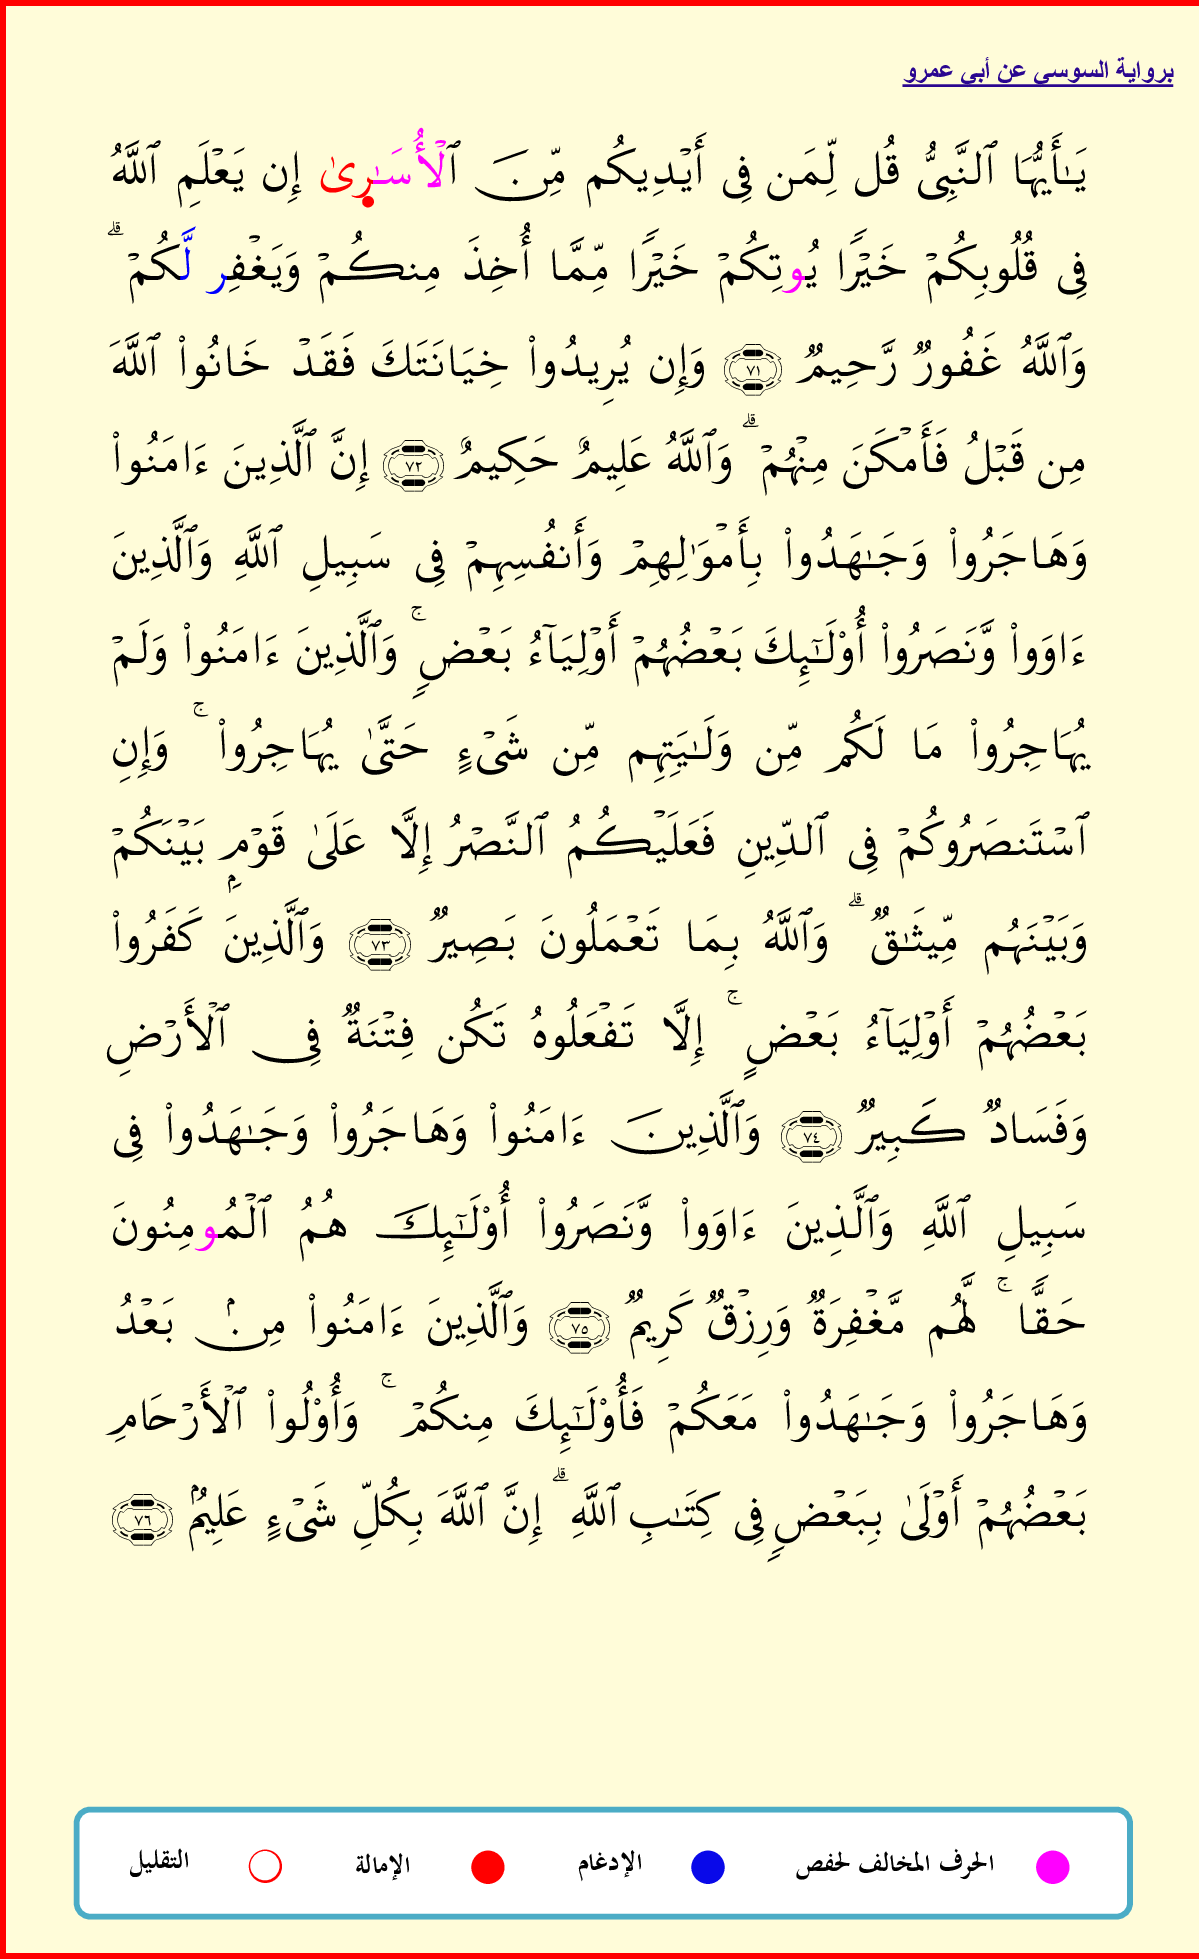 برواية السوسي عن أبي عمرو
يَـٰٓأَيُّهَا ٱلنَّبِىُّ قُل لِّمَن فِىٓ أَيْدِيكُم مِّنَ ٱلْأُسَـٰرِىٰ إِن يَعْلَمِ ٱللَّهُ
فِى قُلُوبِكُمْ خَيْرًا يُوتِكُمْ خَيْرًا مِّمَّآ أُخِذَ مِنكُمْ وَيَغْفِر لَّكُمْ ۗ
وَٱللَّهُ غَفُورٌ رَّحِيمٌ ٧١ وَإِن يُرِيدُوا۟ خِيَانَتَكَ فَقَدْ خَانُوا۟ ٱللَّهَ
مِن قَبْلُ فَأَمْكَنَ مِنْهُمْ ۗ وَٱللَّهُ عَلِيمٌ حَكِيمٌ ٧٢ إِنَّ ٱلَّذِينَ ءَامَنُوا۟
وَهَاجَرُوا۟ وَجَـٰهَدُوا۟ بِأَمْوَٰلِهِمْ وَأَنفُسِهِمْ فِى سَبِيلِ ٱللَّهِ وَٱلَّذِينَ
ءَاوَوا۟ وَّنَصَرُوٓا۟ أُو۟لَـٰٓئِكَ بَعْضُهُمْ أَوْلِيَآءُ بَعْضٍ ۚ وَٱلَّذِينَ ءَامَنُوا۟ وَلَمْ
يُهَاجِرُوا۟ مَا لَكُم مِّن وَلَـٰيَتِهِم مِّن شَىْءٍ حَتَّىٰ يُهَاجِرُوا۟ ۚ وَإِنِ
ٱسْتَنصَرُوكُمْ فِى ٱلدِّينِ فَعَلَيْكُمُ ٱلنَّصْرُ إِلَّا عَلَىٰ قَوْمٍۭ بَيْنَكُمْ
وَبَيْنَهُم مِّيثَـٰقٌ ۗ وَٱللَّهُ بِمَا تَعْمَلُونَ بَصِيرٌ ٧٣ وَٱلَّذِينَ كَفَرُوا۟
بَعْضُهُمْ أَوْلِيَآءُ بَعْضٍ ۚ إِلَّا تَفْعَلُوهُ تَكُن فِتْنَةٌ فِى ٱلْأَرْضِ
وَفَسَادٌ كَبِيرٌ ٧٤ وَٱلَّذِينَ ءَامَنُوا۟ وَهَاجَرُوا۟ وَجَـٰهَدُوا۟ فِى
سَبِيلِ ٱللَّهِ وَٱلَّذِينَ ءَاوَوا۟ وَّنَصَرُوٓا۟ أُو۟لَـٰٓئِكَ هُمُ ٱلْمُومِنُونَ
حَقًّا ۚ لَّهُم مَّغْفِرَةٌ وَرِزْقٌ كَرِيمٌ ٧٥ وَٱلَّذِينَ ءَامَنُوا۟ مِنۢ بَعْدُ
وَهَاجَرُوا۟ وَجَـٰهَدُوا۟ مَعَكُمْ فَأُو۟لَـٰٓئِكَ مِنكُمْ ۚ وَأُو۟لُوا۟ ٱلْأَرْحَامِ
بَعْضُهُمْ أَوْلَىٰ بِبَعْضٍ فِى كِتَـٰبِ ٱللَّهِ ۗ إِنَّ ٱللَّهَ بِكُلِّ شَىْءٍ عَلِيمٌۢ ٧٦
الحرف المخالف لحفص الإدغام الإمالة التقليل